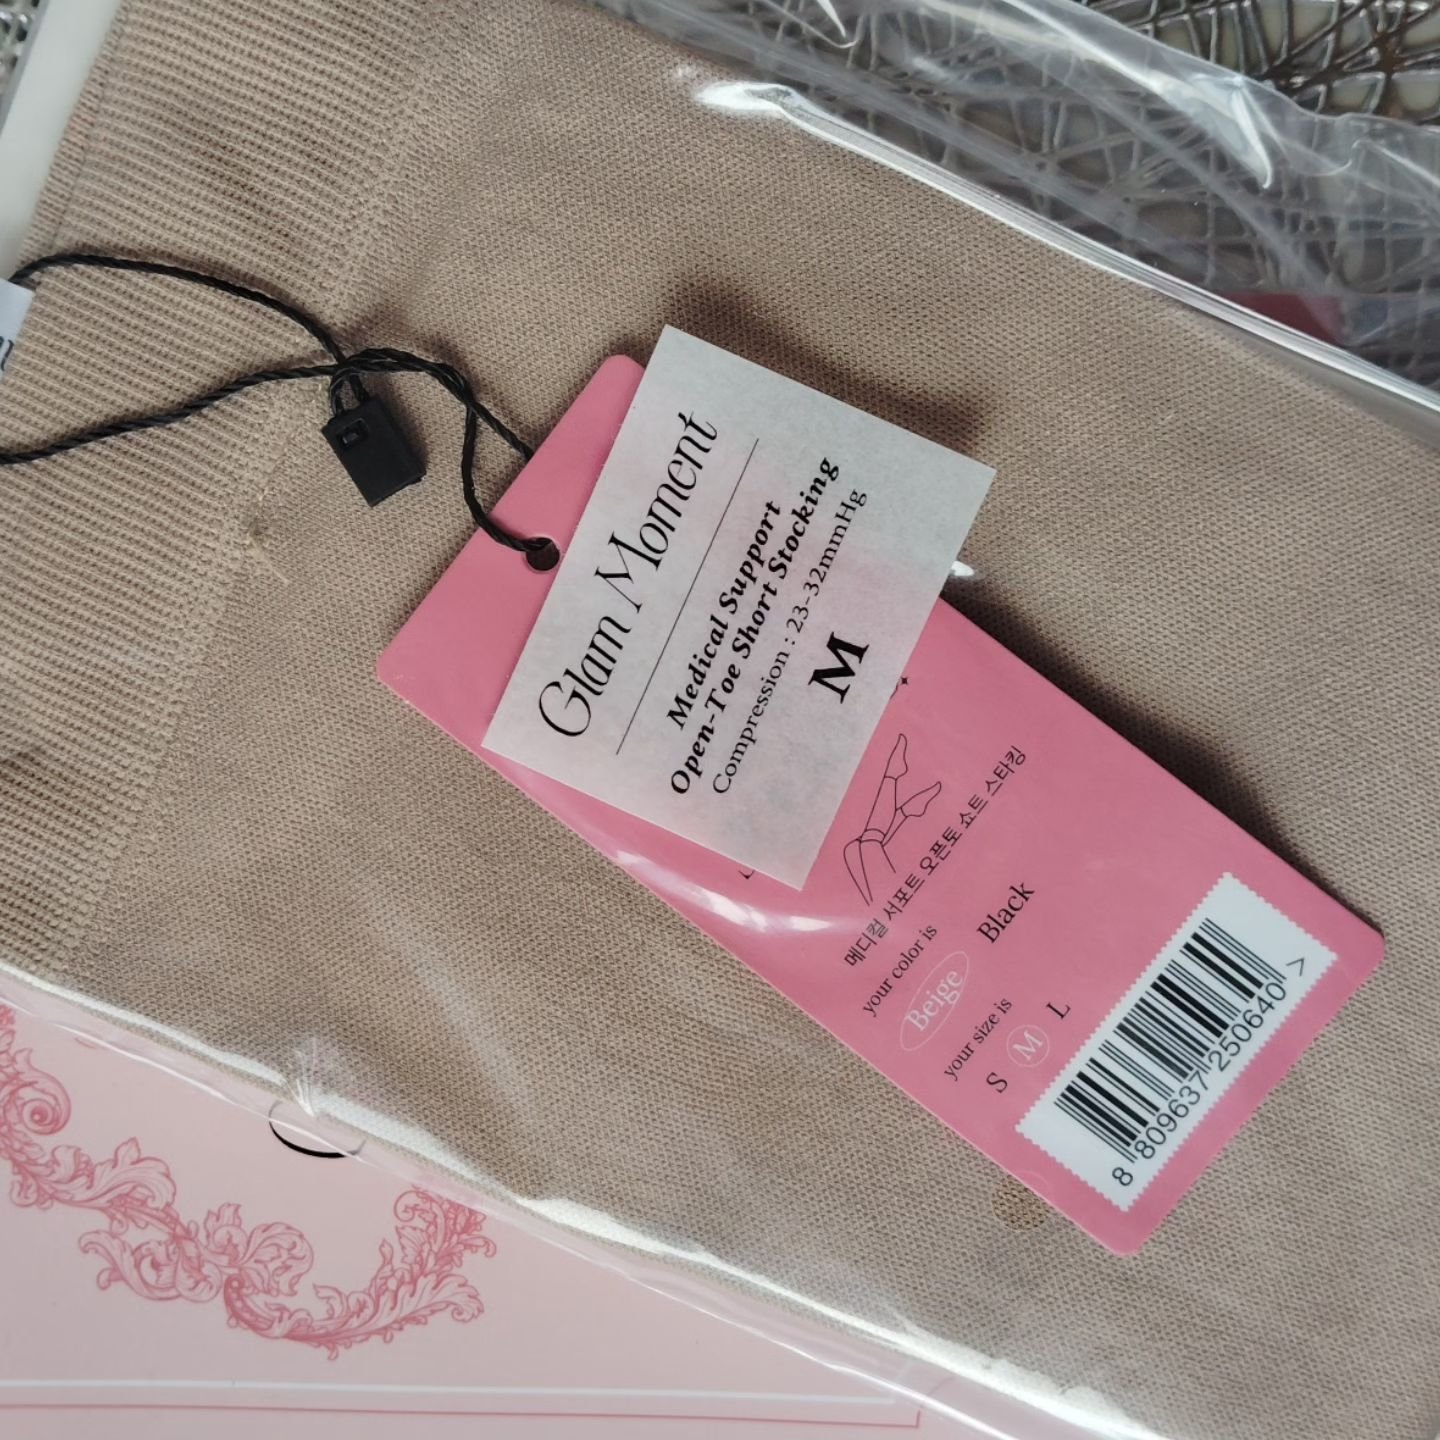 Glam Moment
Medical Support
Open-Toe Short Stocking
Compression : 23-32mmHg
M
메디컬 서포트 오픈토 쇼트 스타킹
your color is
Beige Black
your size is
S M L
8 809637 250640 >